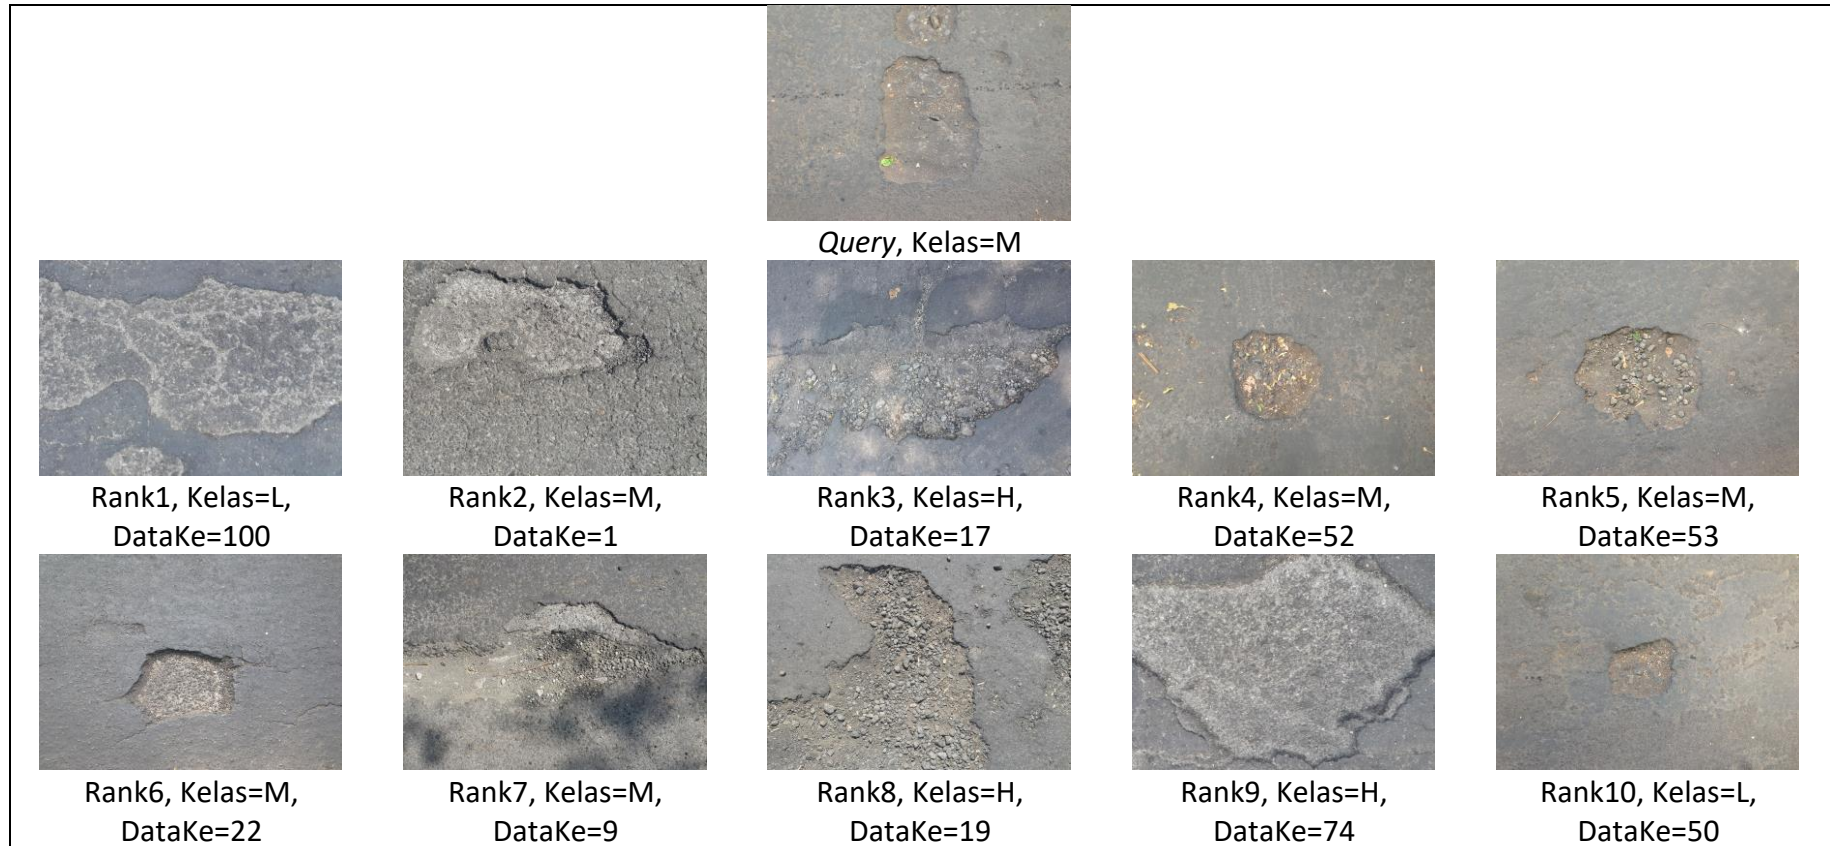 Query, Kelas=M
Rank1, Kelas=L,
DataKe=100
Rank2, Kelas=M,
DataKe=1
Rank3, Kelas=H,
DataKe=17
Rank4, Kelas=M,
DataKe=52
Rank5, Kelas=M,
DataKe=53
Rank6, Kelas=M,
DataKe=22
Rank7, Kelas=M,
DataKe=9
Rank8, Kelas=H,
DataKe=19
Rank9, Kelas=H,
DataKe=74
Rank10, Kelas=L,
DataKe=50